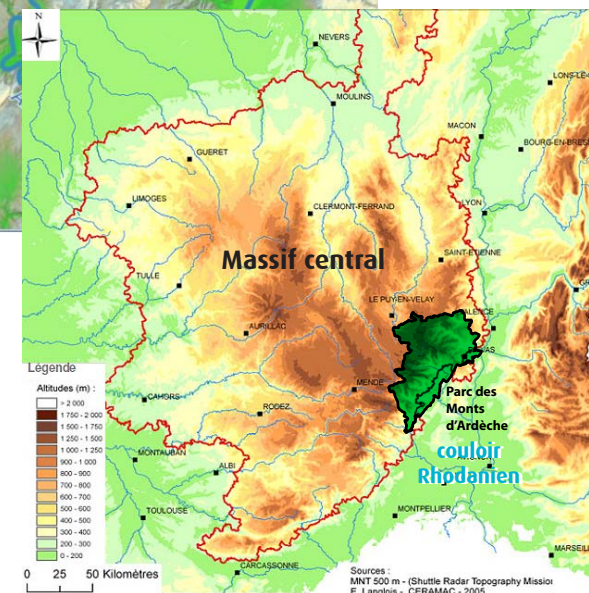 N
NEVERS
MOULINS
LONS-LE-
MACON
BOURG-EN-BRES
GUERET
LIMOGES
CLERMONT-FERRAND
LYON
Massif central
SAINT-ETIENNE
TULLE
GR
LE PUY-EN-VELAY
ALENCE
AURILLAC
AS
Légende
Altitudes (m) :
> 2 000
1 750 - 2 000
1 500 - 1 750
1 250 - 1 500
1 000 - 1 250
900 - 1 000
800 - 900
700 - 800
600 - 700
500 - 600
400 - 500
300 - 400
200 - 300
0 - 200
MENDE
Parc des
Monts
d'Ardèche
CAHORS
RODEZ
couloir
Rhodanien
MONTAUBAN
ALBI
TOULOUSE
MONTPELLIER
MARSEILL
CARCASSONNE
0 25 50 Kilomètres
Sources :
MNT 500 m - (Shuttle Radar Topography Missio
E. Langlois - CERAMAC - 2005